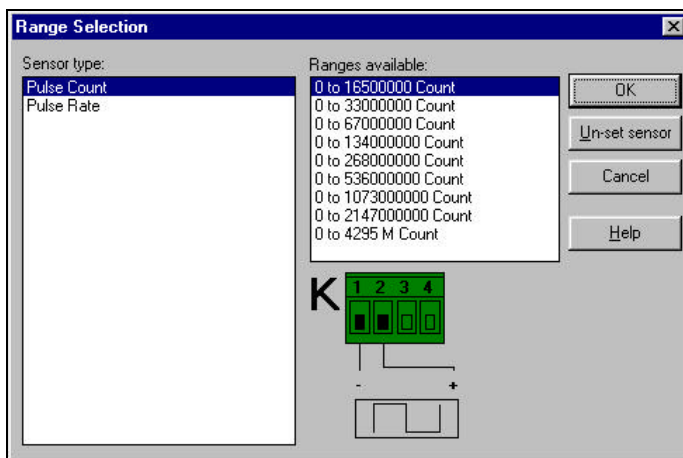 Range Selection
Sensor type:
Pulse Count
Pulse Rate
Ranges available:
0 to 16500000 Count
0 to 33000000 Count
0 to 67000000 Count
0 to 134000000 Count
0 to 268000000 Count
0 to 536000000 Count
0 to 1073000000 Count
0 to 2147000000 Count
0 to 4295 M Count
OK
Un-set sensor
Cancel
Help
K
1 2 3 4
- +